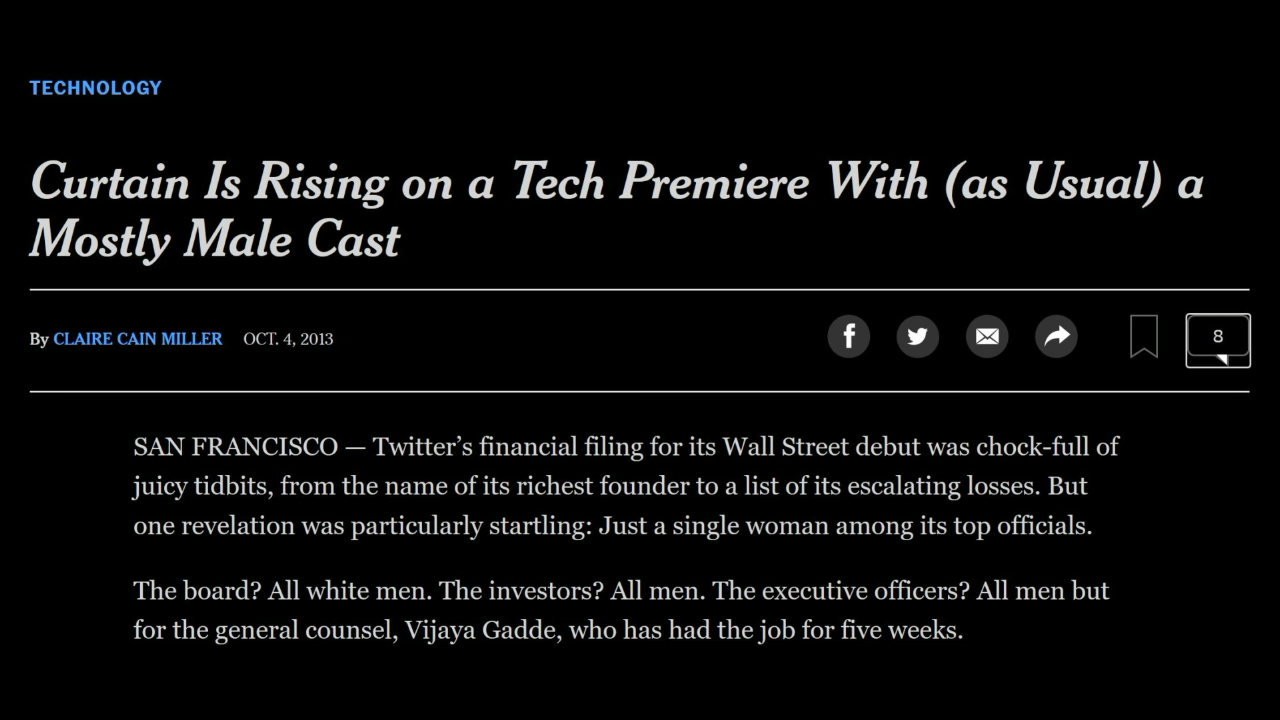 TECHNOLOGY
Curtain Is Rising on a Tech Premiere With (as Usual) a
Mostly Male Cast
By CLAIRE CAIN MILLER OCT. 4, 2013
8
SAN FRANCISCO — Twitter’s financial filing for its Wall Street debut was chock-full of
juicy tidbits, from the name of its richest founder to a list of its escalating losses. But
one revelation was particularly startling: Just a single woman among its top officials.
The board? All white men. The investors? All men. The executive officers? All men but
for the general counsel, Vijaya Gadde, who has had the job for five weeks.